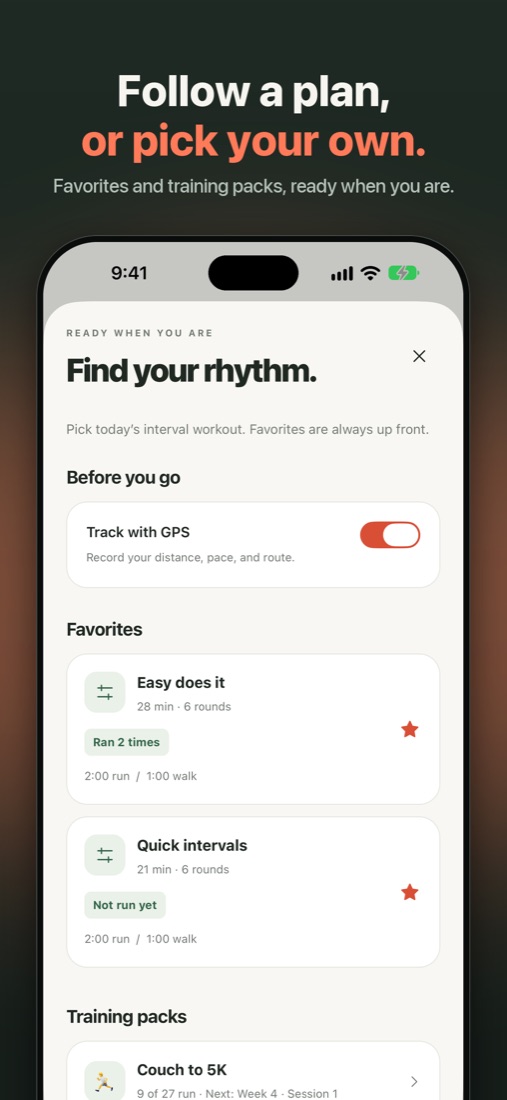 Follow a plan,
or pick your own.
Favorites and training packs, ready when you are.
9:41
READY WHEN YOU ARE
Find your rhythm.
Pick today's interval workout. Favorites are always up front.
Before you go
Track with GPS
Record your distance, pace, and route.
Favorites
Easy does it
28 min · 6 rounds
Ran 2 times
2:00 run / 1:00 walk
Quick intervals
21 min · 6 rounds
Not run yet
2:00 run / 1:00 walk
Training packs
Couch to 5K
9 of 27 run · Next: Week 4 · Session 1